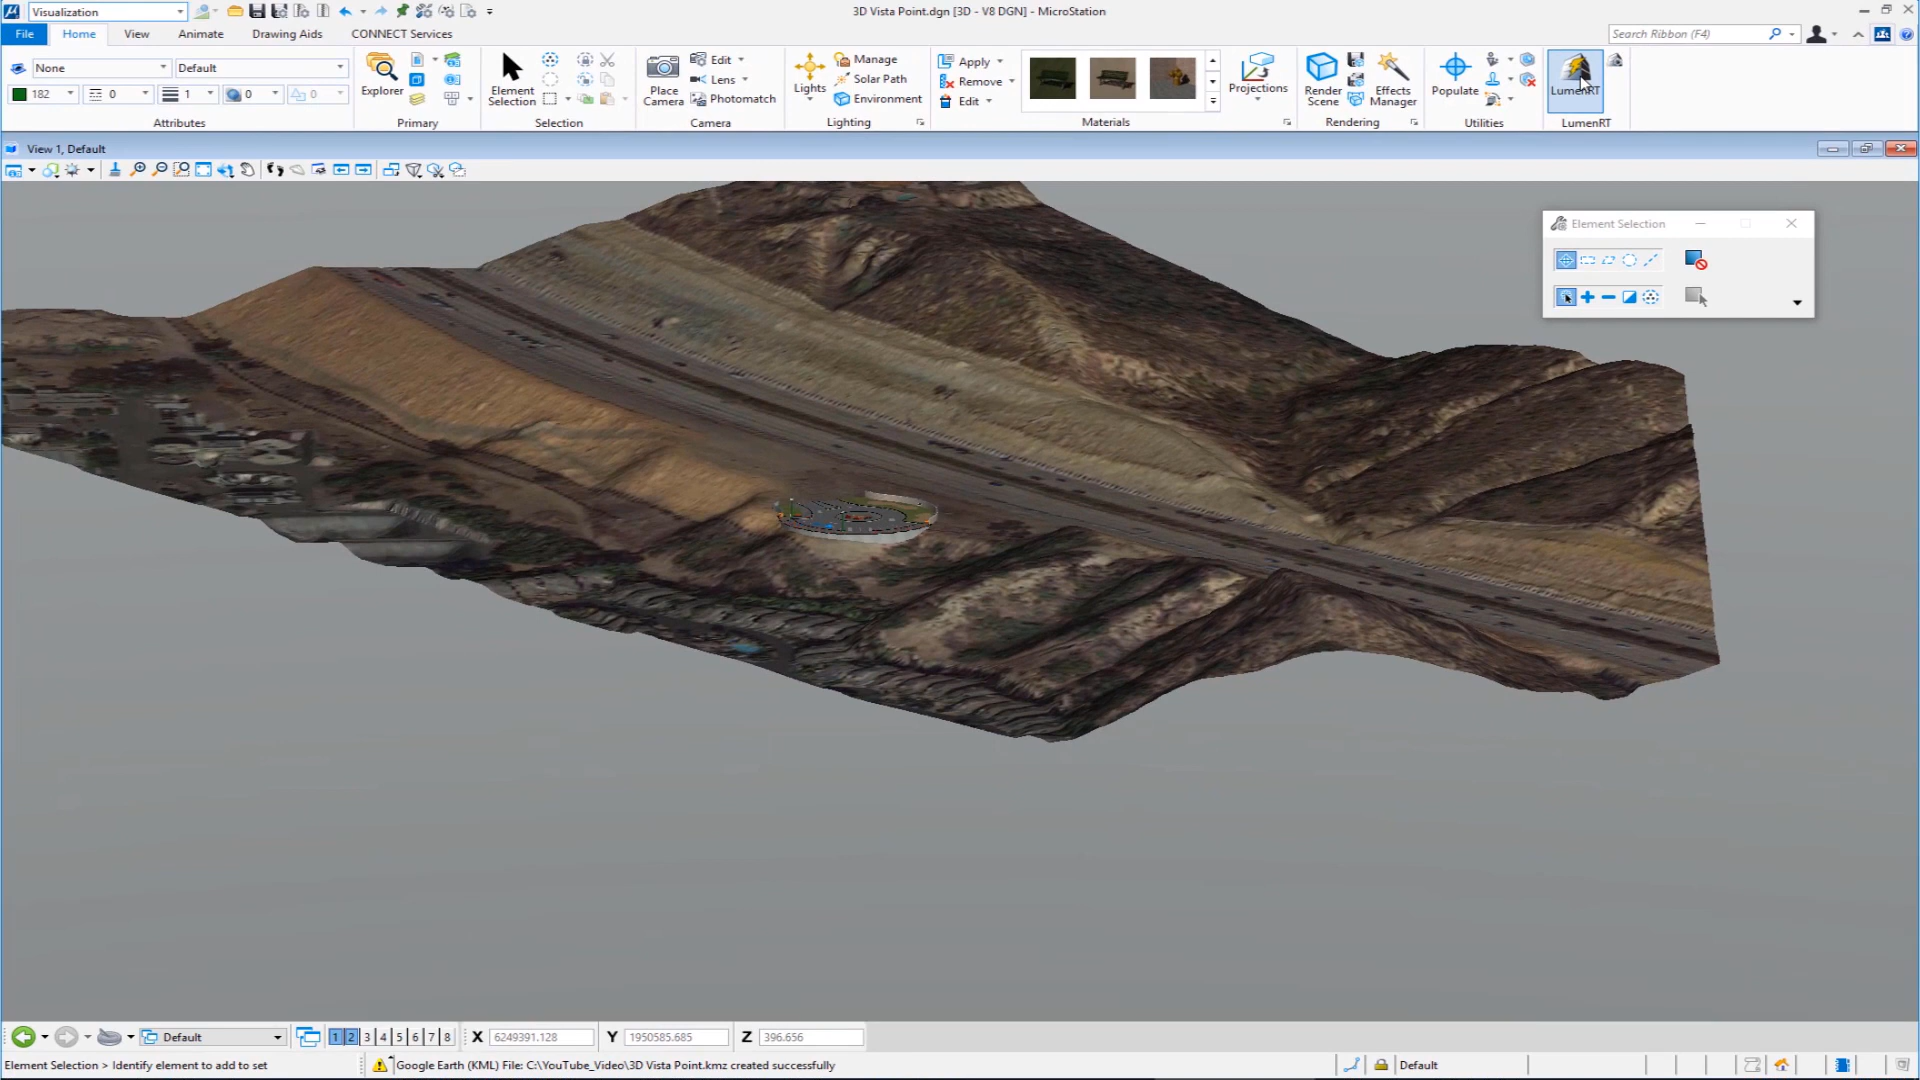 Visualization
3D Vista Point.dgn [3D - V8 DGN] - MicroStation
File Home View Animate Drawing Aids CONNECT Services
Search Ribbon (F4)
None Default
182 0 1 0 0
Attributes
Explorer
Primary
Element Selection
Selection
Place Camera
Edit
Lens
Photomatch
Camera
Lights
Manage
Solar Path
Environment
Lighting
Apply
Remove
Edit
Materials
Projections
Render Scene
Effects Manager
Rendering
Populate
Utilities
LumenRT
LumenRT
View 1, Default
Element Selection
Default
1 2 3 4 5 6 7 8
X 6249391.128
Y 1950585.685
Z 396.656
Element Selection > Identify element to add to set
Google Earth (KML) File: C:\YouTube_Video\3D Vista Point.kmz created successfully
Default